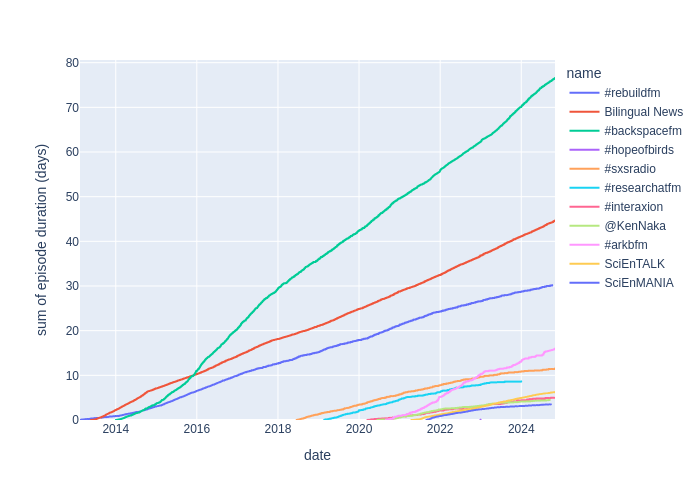 80
70
60
50
40
30
20
10
0
2014 2016 2018 2020 2022 2024
date
sum of episode duration (days)
name
#rebuildfm
Bilingual News
#backspacefm
#hopeofbirds
#sxsradio
#researchatfm
#interaxion
@KenNaka
#arkbfm
SciEnTALK
SciEnMANIA